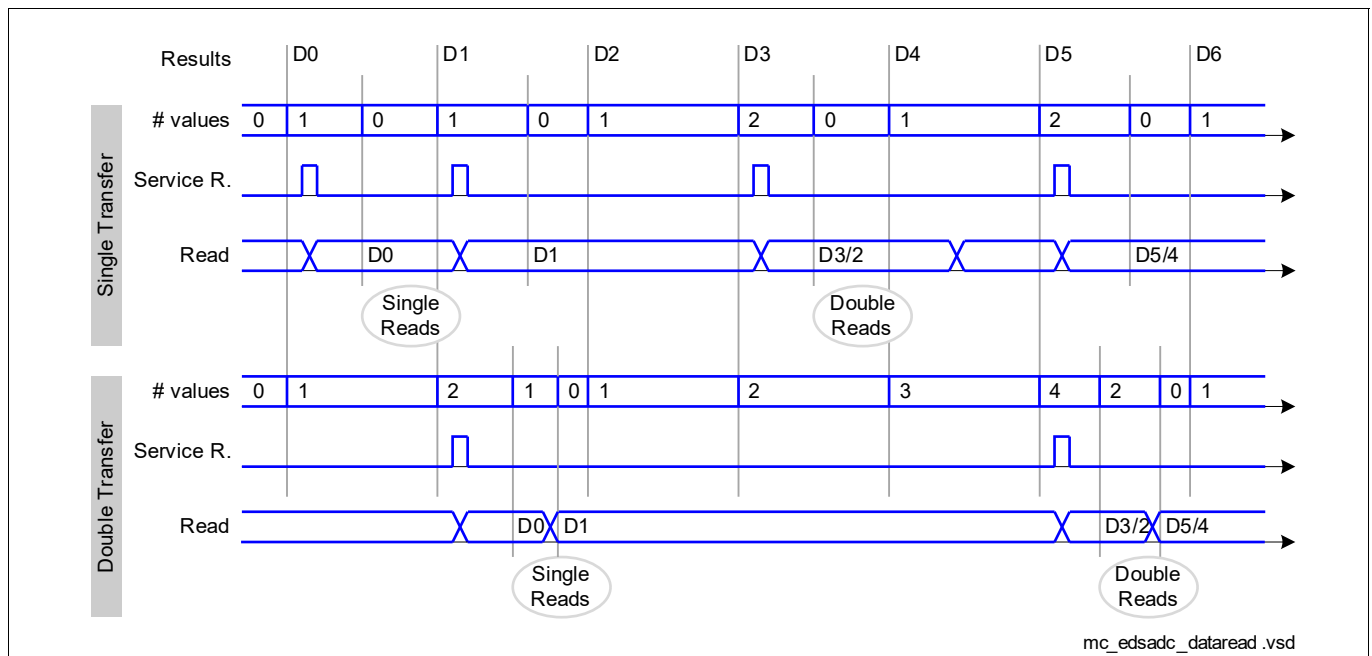 Results D0 D1 D2 D3 D4 D5 D6
Single Transfer
# values 0 1 0 1 0 1 2 0 1 2 0 1
Service R.
Read D0 D1 D3/2 D5/4
Single
Reads
Double
Reads
Double Transfer
# values 0 1 2 1 0 1 2 3 4 2 0 1
Service R.
Read D0 D1 D3/2 D5/4
Single
Reads
Double
Reads
mc_edsadc_dataread .vsd